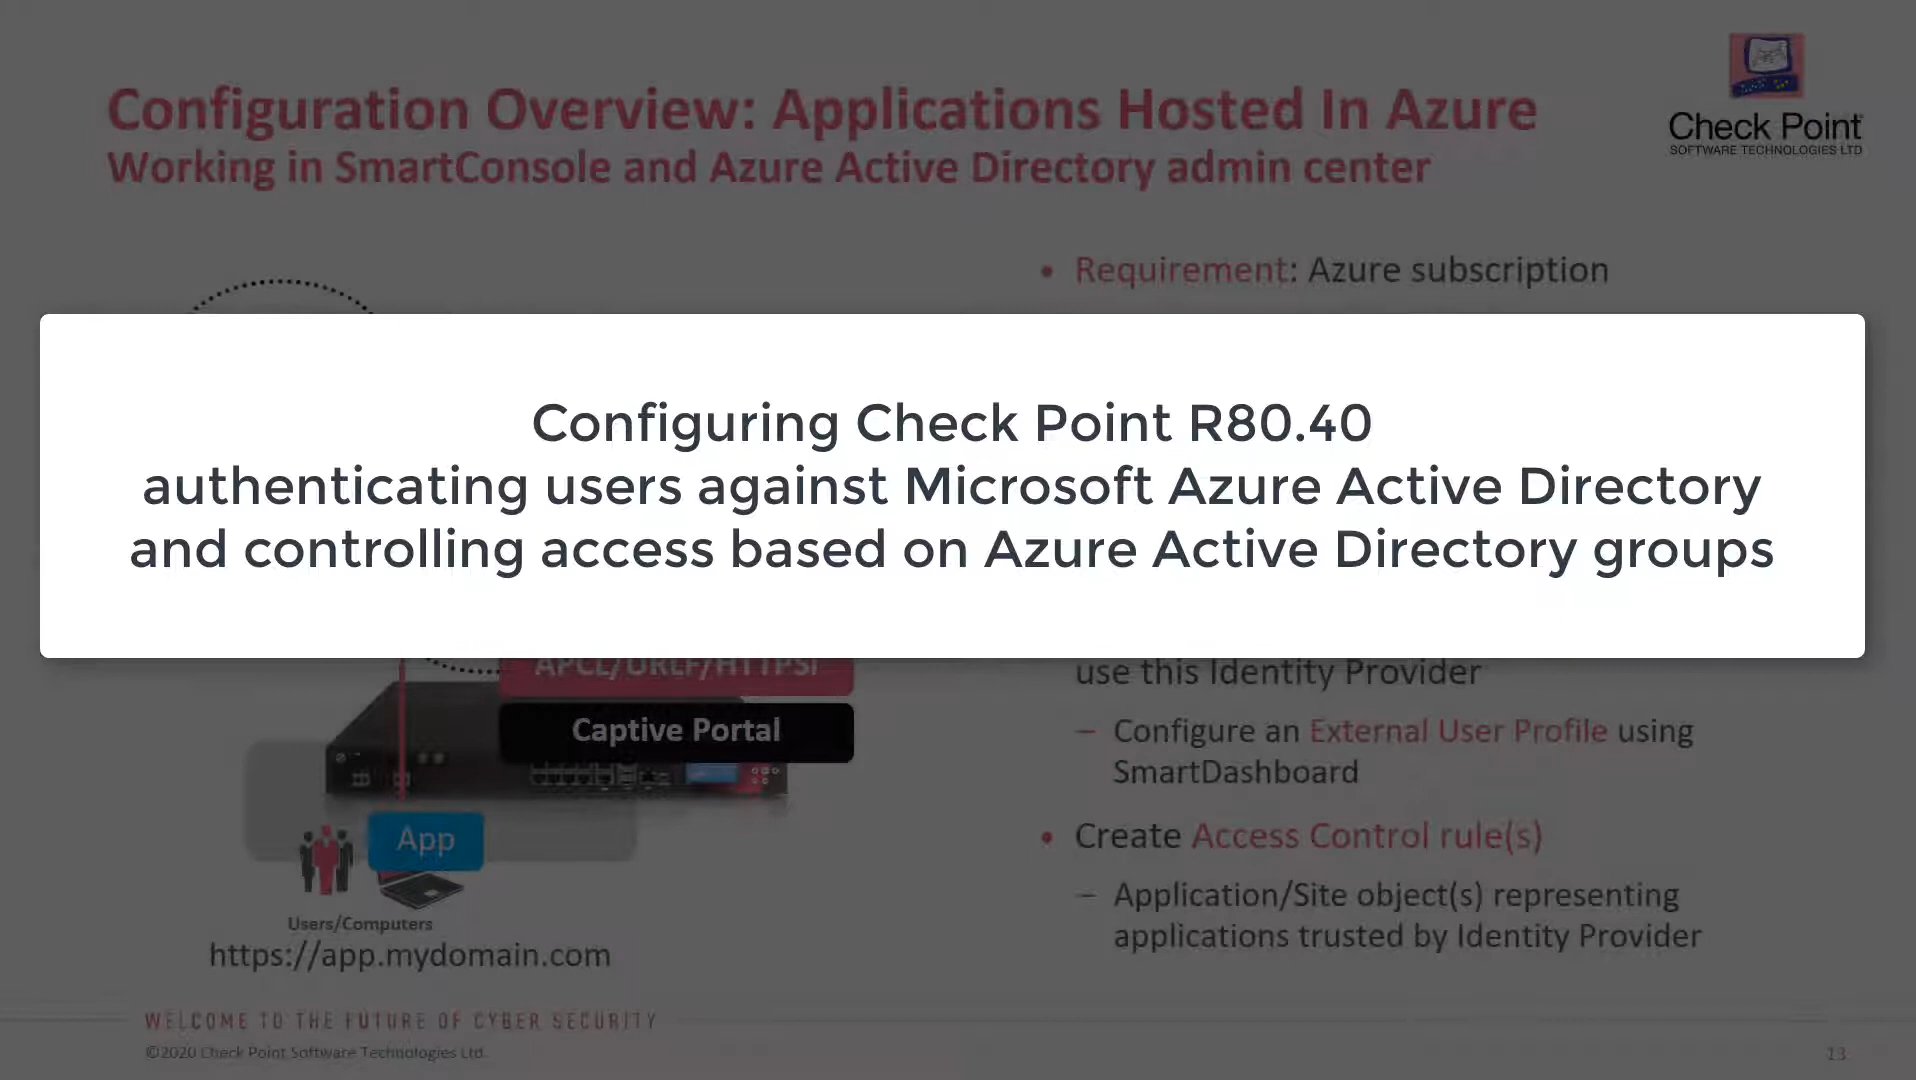 Configuration Overview: Applications Hosted In Azure
Working in SmartConsole and Azure Active Directory admin center
Check Point
SOFTWARE TECHNOLOGIES LTD
• Requirement: Azure subscription
Configuring Check Point R80.40
authenticating users against Microsoft Azure Active Directory
and controlling access based on Azure Active Directory groups
APCL/URLF/HTTPSi
Captive Portal
App
Users/Computers
https://app.mydomain.com
use this Identity Provider
– Configure an External User Profile using
SmartDashboard
• Create Access Control rule(s)
– Application/Site object(s) representing
applications trusted by Identity Provider
WELCOME TO THE FUTURE OF CYBER SECURITY
©2020 Check Point Software Technologies Ltd.
13